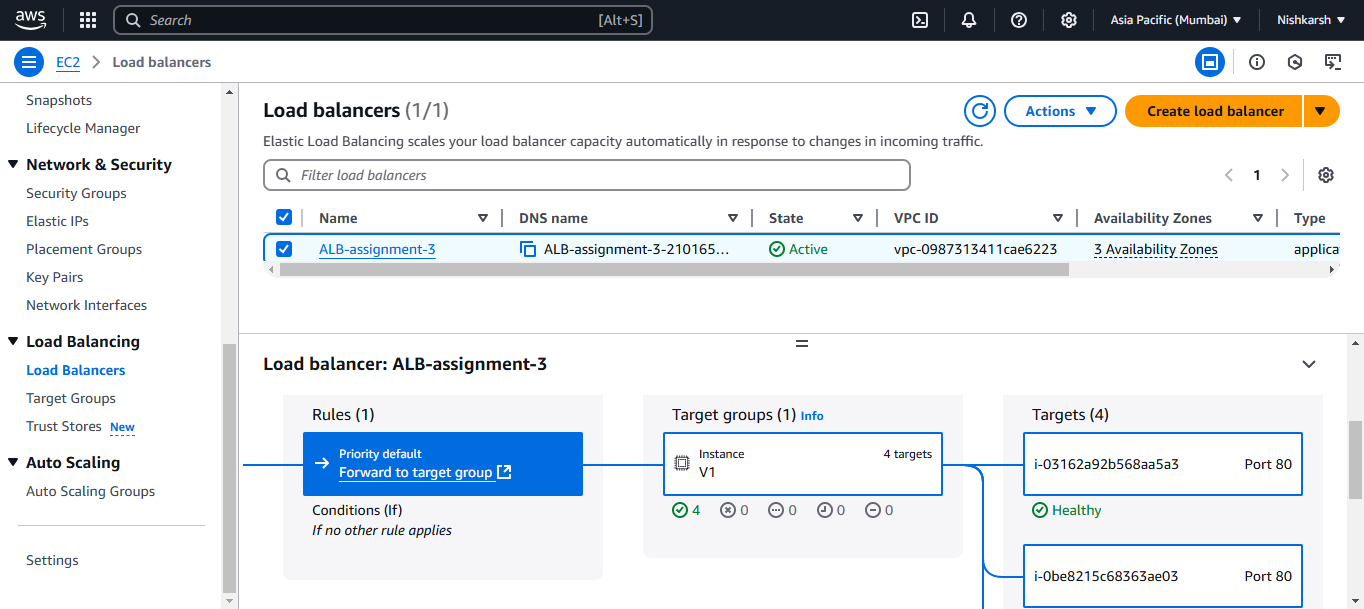 aws
Search [Alt+S] Asia Pacific (Mumbai) Nishkarsh
EC2 Load balancers
Snapshots
Lifecycle Manager
Network & Security
Security Groups
Elastic IPs
Placement Groups
Key Pairs
Network Interfaces
Load Balancing
Load Balancers
Target Groups
Trust Stores New
Auto Scaling
Auto Scaling Groups
Settings
Load balancers (1/1)
Actions
Create load balancer
Elastic Load Balancing scales your load balancer capacity automatically in response to changes in incoming traffic.
Filter load balancers
1
Name DNS name State VPC ID Availability Zones Type
ALB-assignment-3 ALB-assignment-3-210165... Active vpc-0987313411cae6223 3 Availability Zones applica
Load balancer: ALB-assignment-3
Rules (1)
Priority default
Forward to target group
Conditions (If)
If no other rule applies
Target groups (1) Info
Instance 4 targets
V1
4 0 0 0 0
Targets (4)
i-03162a92b568aa5a3 Port 80
Healthy
i-0be8215c68363ae03 Port 80